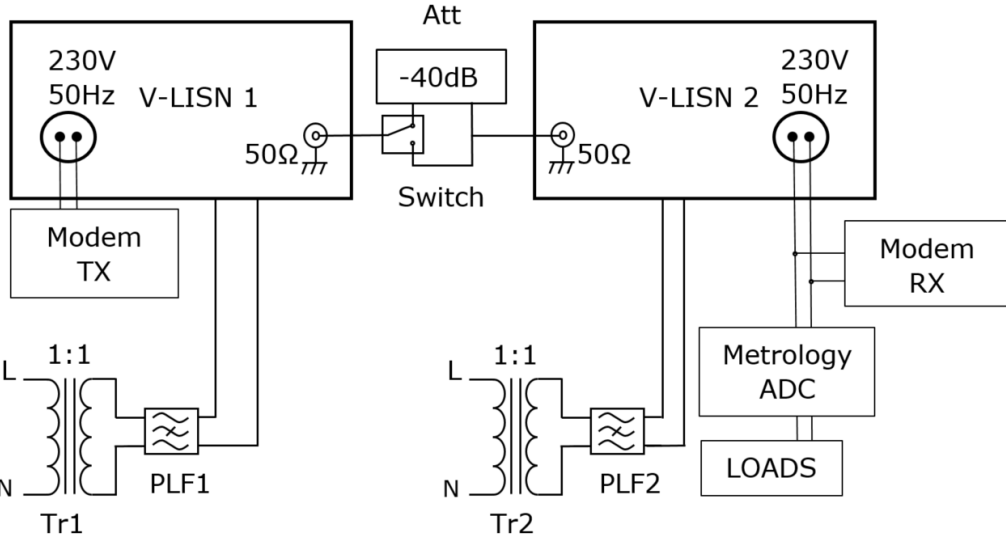 Att
230V
50Hz
V-LISN 1
50Ω
-40dB
Switch
V-LISN 2
230V
50Hz
50Ω
Modem
TX
Modem
RX
1:1
L
N
Tr1
PLF1
1:1
L
N
Tr2
PLF2
Metrology
ADC
LOADS